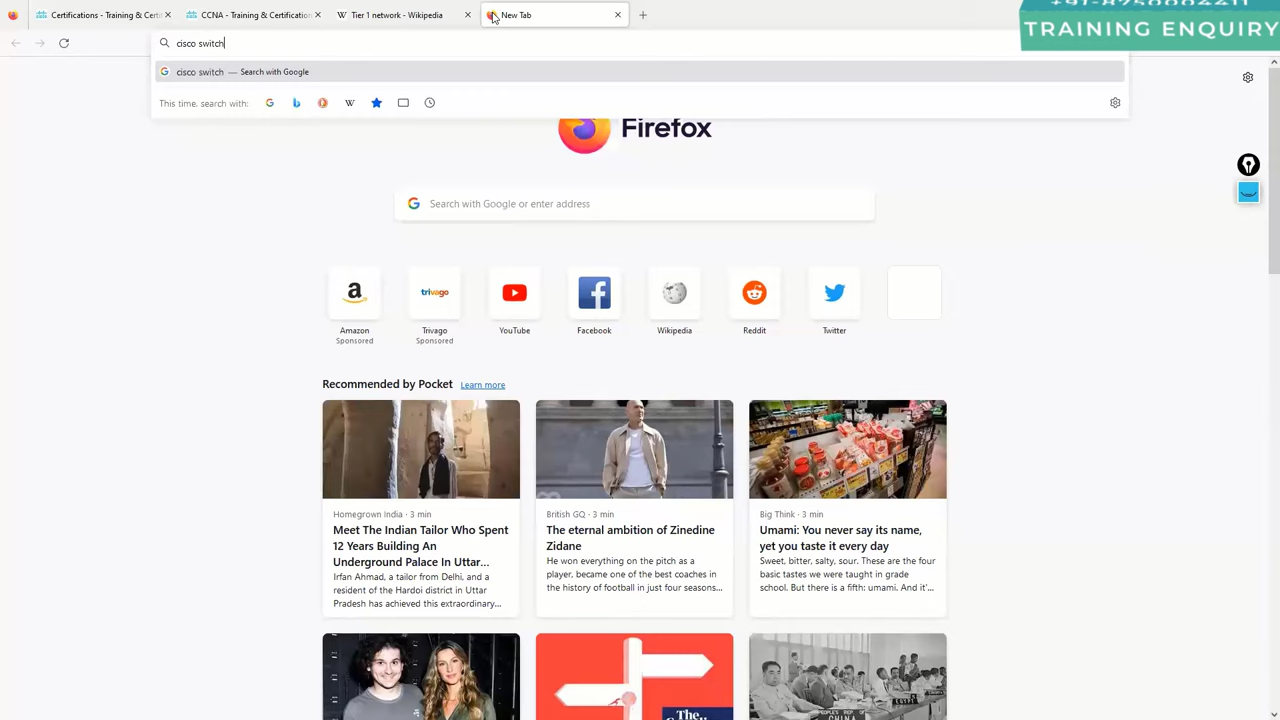 Certifications - Training & Certif
CCNA - Training & Certification
Tier 1 network - Wikipedia
New Tab
TRAINING ENQUIRY
cisco switch
cisco switch — Search with Google
This time, search with:
Firefox
Search with Google or enter address
Amazon
Sponsored
trivago
Trivago
Sponsored
YouTube
Facebook
Wikipedia
Reddit
Twitter
Recommended by Pocket Learn more
Homegrown India · 3 min
Meet The Indian Tailor Who Spent
12 Years Building An
Underground Palace In Uttar...
Irfan Ahmad, a tailor from Delhi, and a
resident of the Hardoi district in Uttar
Pradesh has achieved this extraordinary...
British GQ · 3 min
The eternal ambition of Zinedine
Zidane
He won everything on the pitch as a
player, became one of the best coaches in
the history of football in just four seasons...
Big Think · 3 min
Umami: You never say its name,
yet you taste it every day
Sweet, bitter, salty, sour. These are the four
basic tastes we were taught in grade
school. But there is a fifth: umami. And it'...
The
PEOPLE'S REP. OF
CHINA
EGYPT